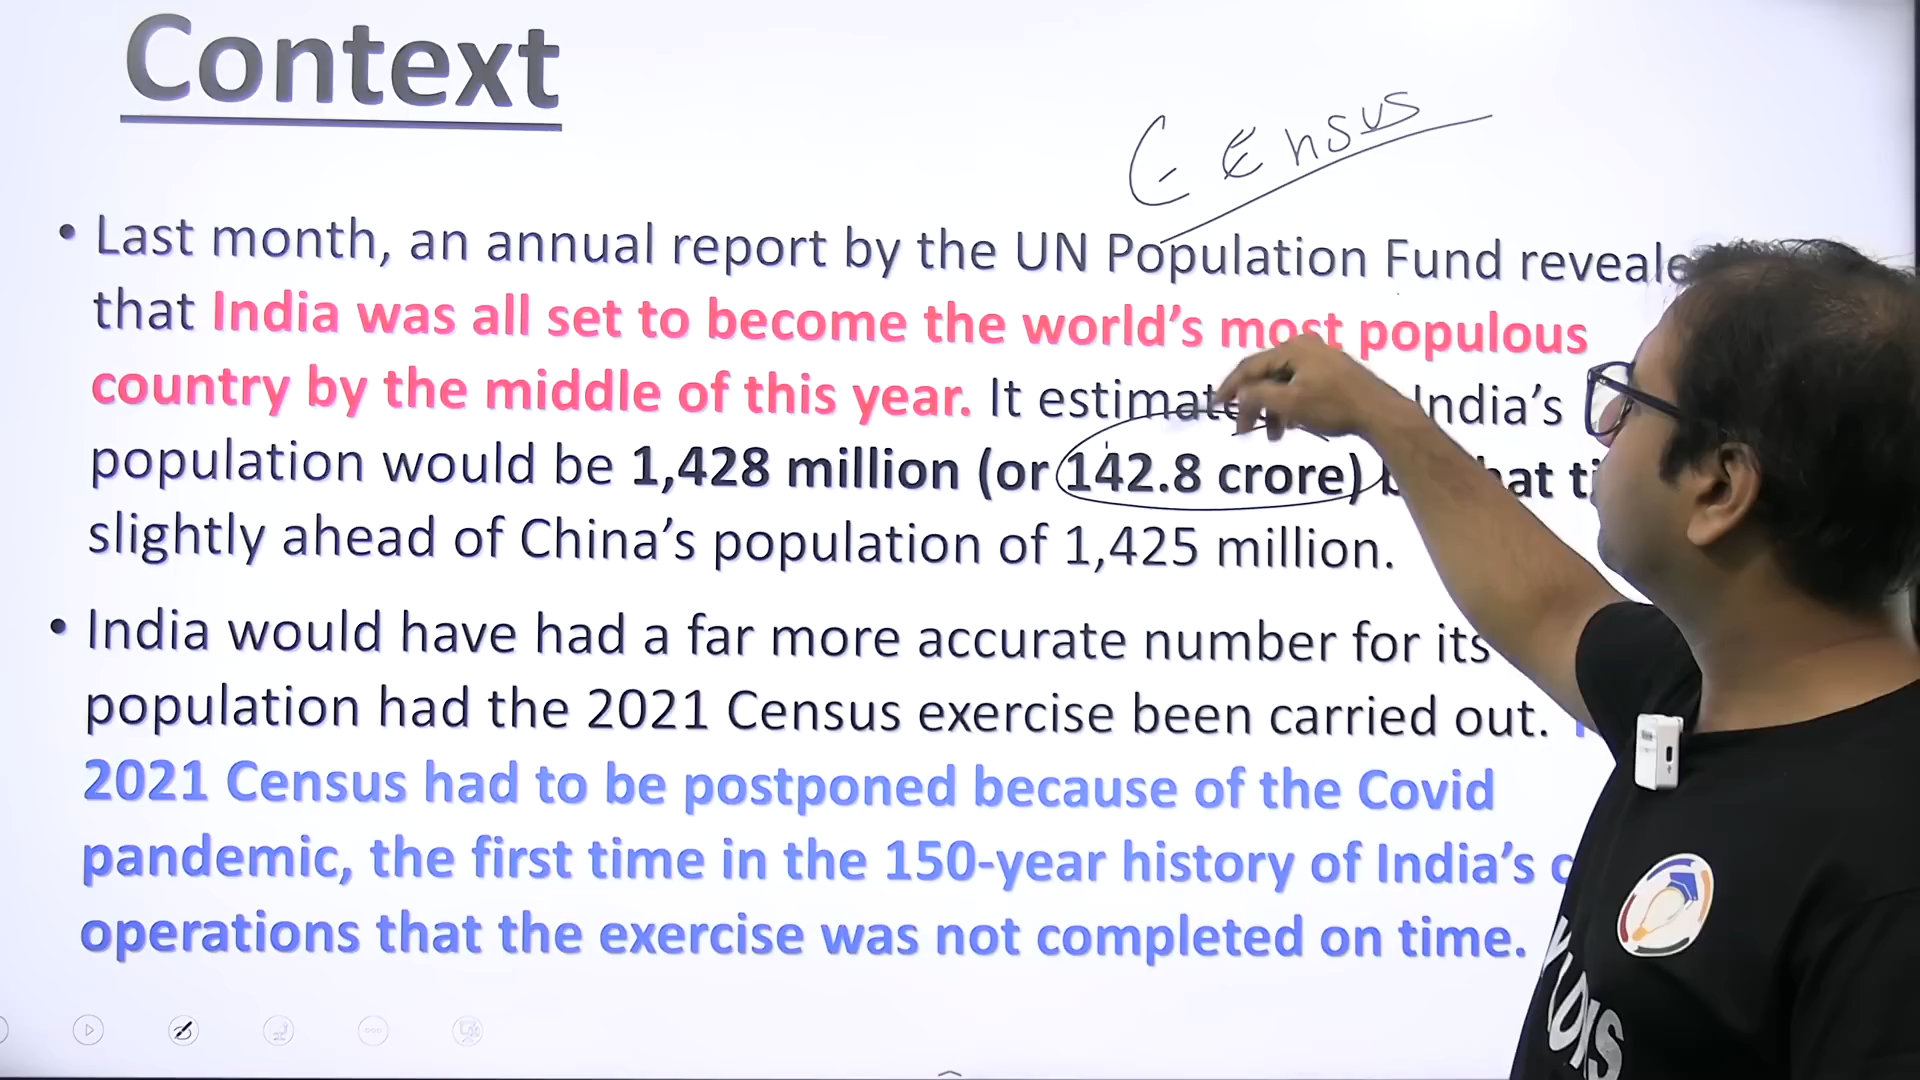 Context
Census
• Last month, an annual report by the UN Population Fund reveale
that India was all set to become the world's most populous
country by the middle of this year. It estimated India's
population would be 1,428 million (or 142.8 crore) hat ti
slightly ahead of China's population of 1,425 million.
• India would have had a far more accurate number for its
population had the 2021 Census exercise been carried out.
2021 Census had to be postponed because of the Covid
pandemic, the first time in the 150-year history of India's c
operations that the exercise was not completed on time.